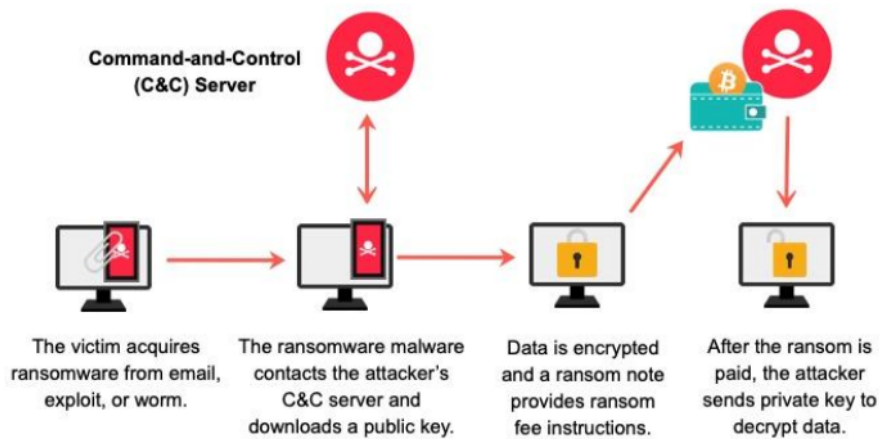 Command-and-Control
(C&C) Server
The victim acquires
ransomware from email,
exploit, or worm.
The ransomware malware
contacts the attacker's
C&C server and
downloads a public key.
Data is encrypted
and a ransom note
provides ransom
fee instructions.
After the ransom is
paid, the attacker
sends private key to
decrypt data.